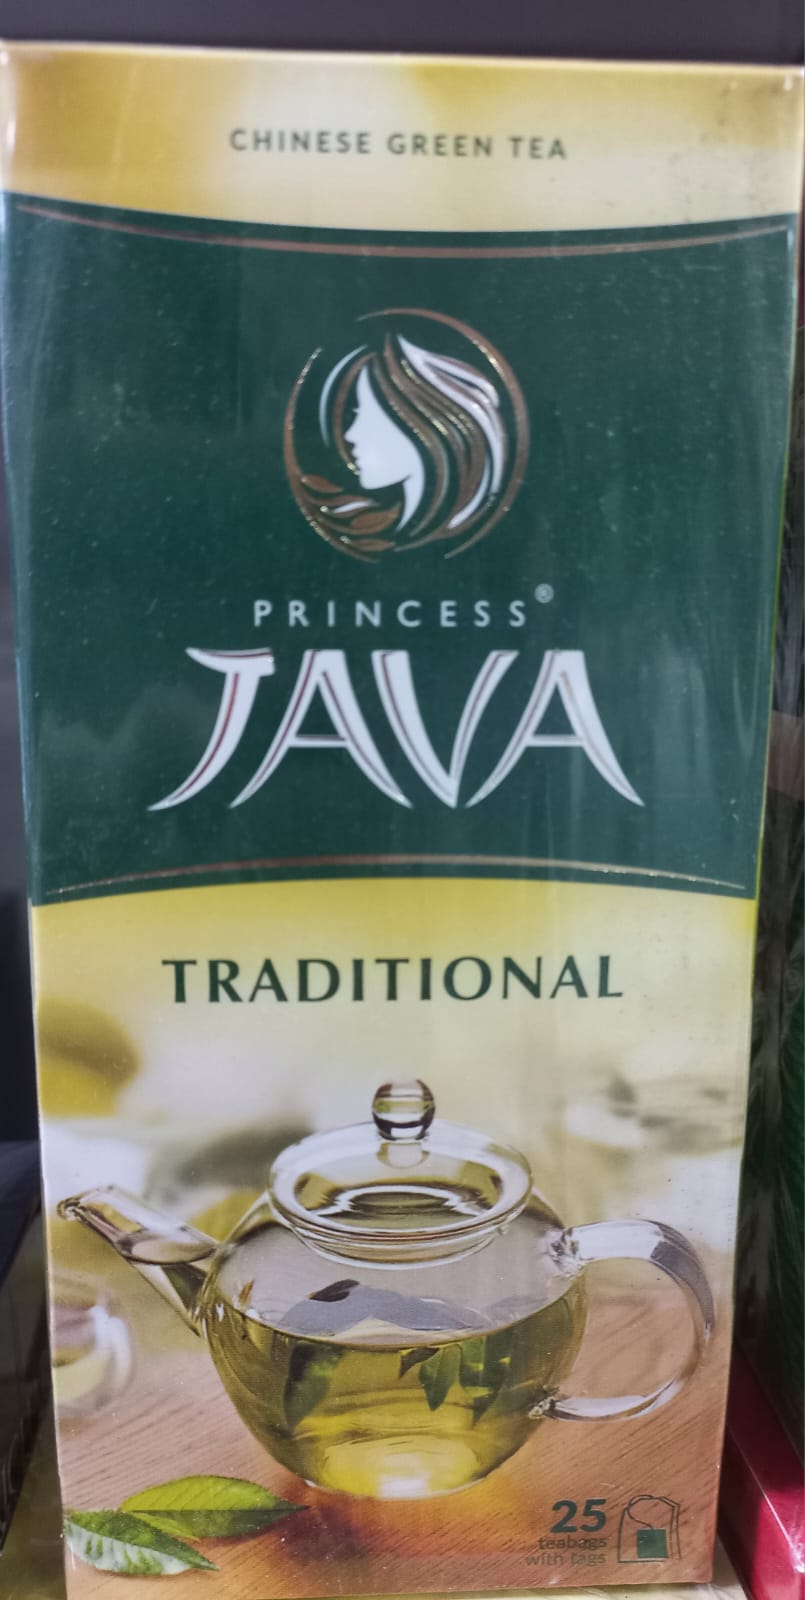 CHINESE GREEN TEA
PRINCESS®
JAVA
TRADITIONAL
25
teabags
with tags